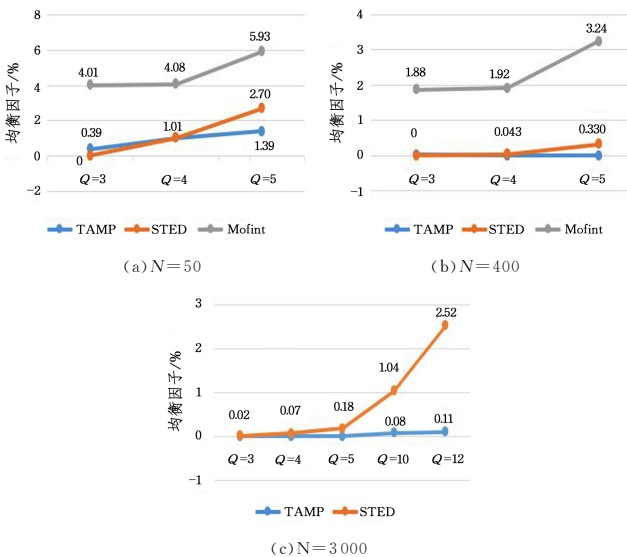 8
6
4
2
0
−2
均衡因子/%
4.01
4.08
5.93
2.70
0.39
1.01
1.39
0
Q=3
Q=4
Q=5
TAMP STED Mofint
(a)N=50
4
3
2
1
0
−1
均衡因子/%
1.88
1.92
3.24
0
0.043
0.330
Q=3
Q=4
Q=5
TAMP STED Mofint
(b)N=400
3
2
1
0
−1
均衡因子/%
0.02
0.07
0.18
1.04
2.52
0.08
0.11
Q=3
Q=4
Q=5
Q=10
Q=12
TAMP STED
(c)N=3000